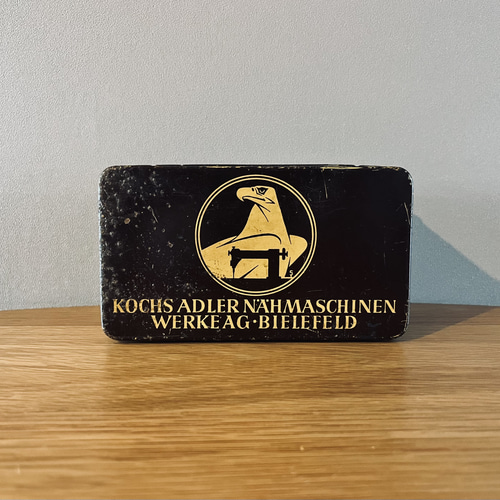 KOCHS ADLER NÄHMASCHINEN
WERKE AG · BIELEFELD